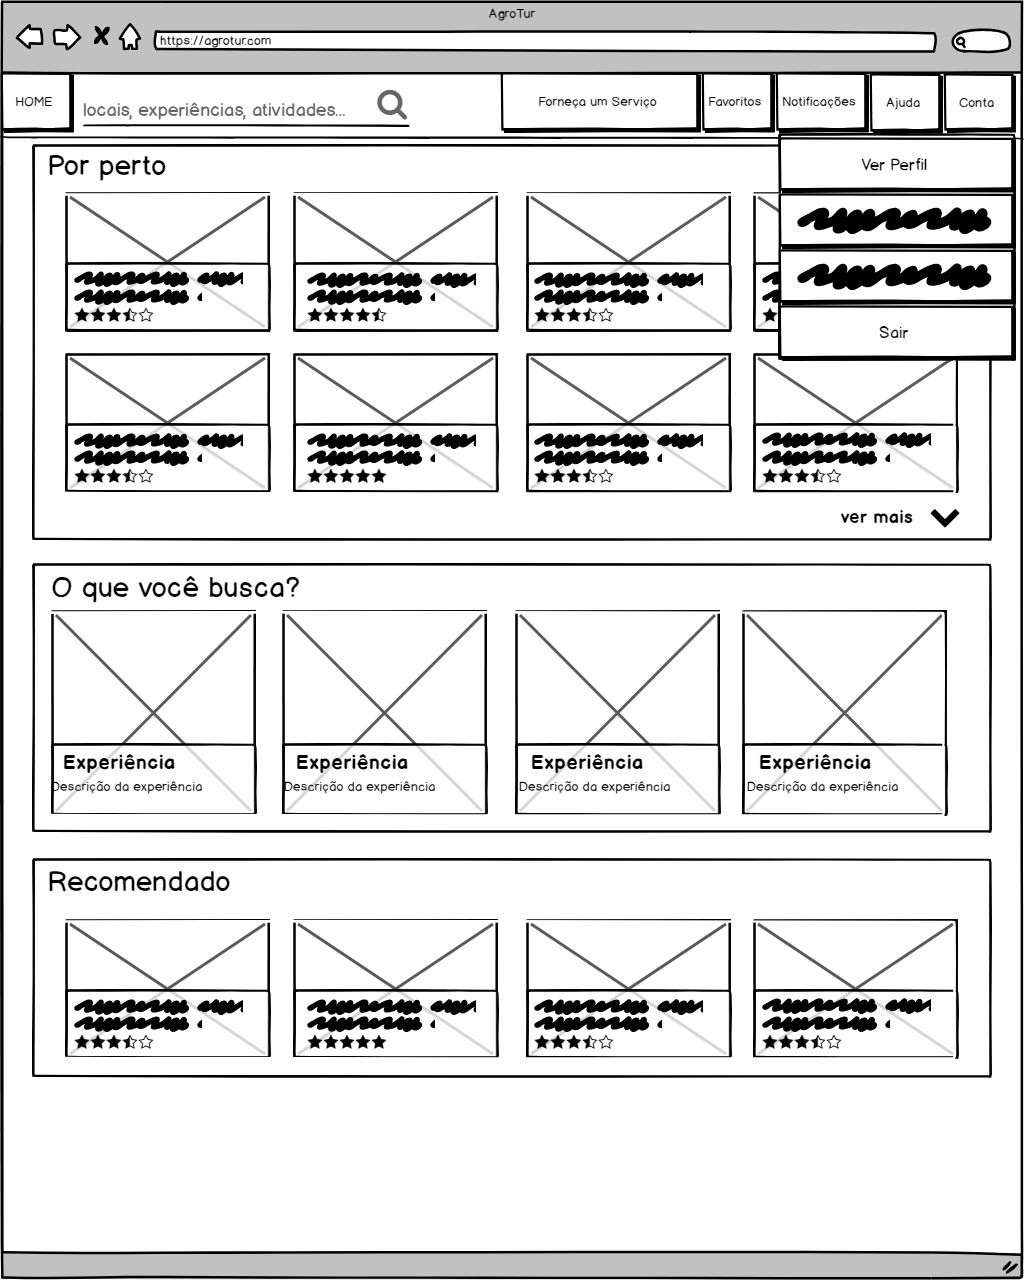 AgroTur
https://agrotur.com
HOME
locais, experiências, atividades...
Forneça um Serviço
Favoritos
Notificações
Ajuda
Conta
Ver Perfil
Sair
Por perto
ver mais
O que você busca?
Experiência
Descrição da experiência
Experiência
Descrição da experiência
Experiência
Descrição da experiência
Experiência
Descrição da experiência
Recomendado